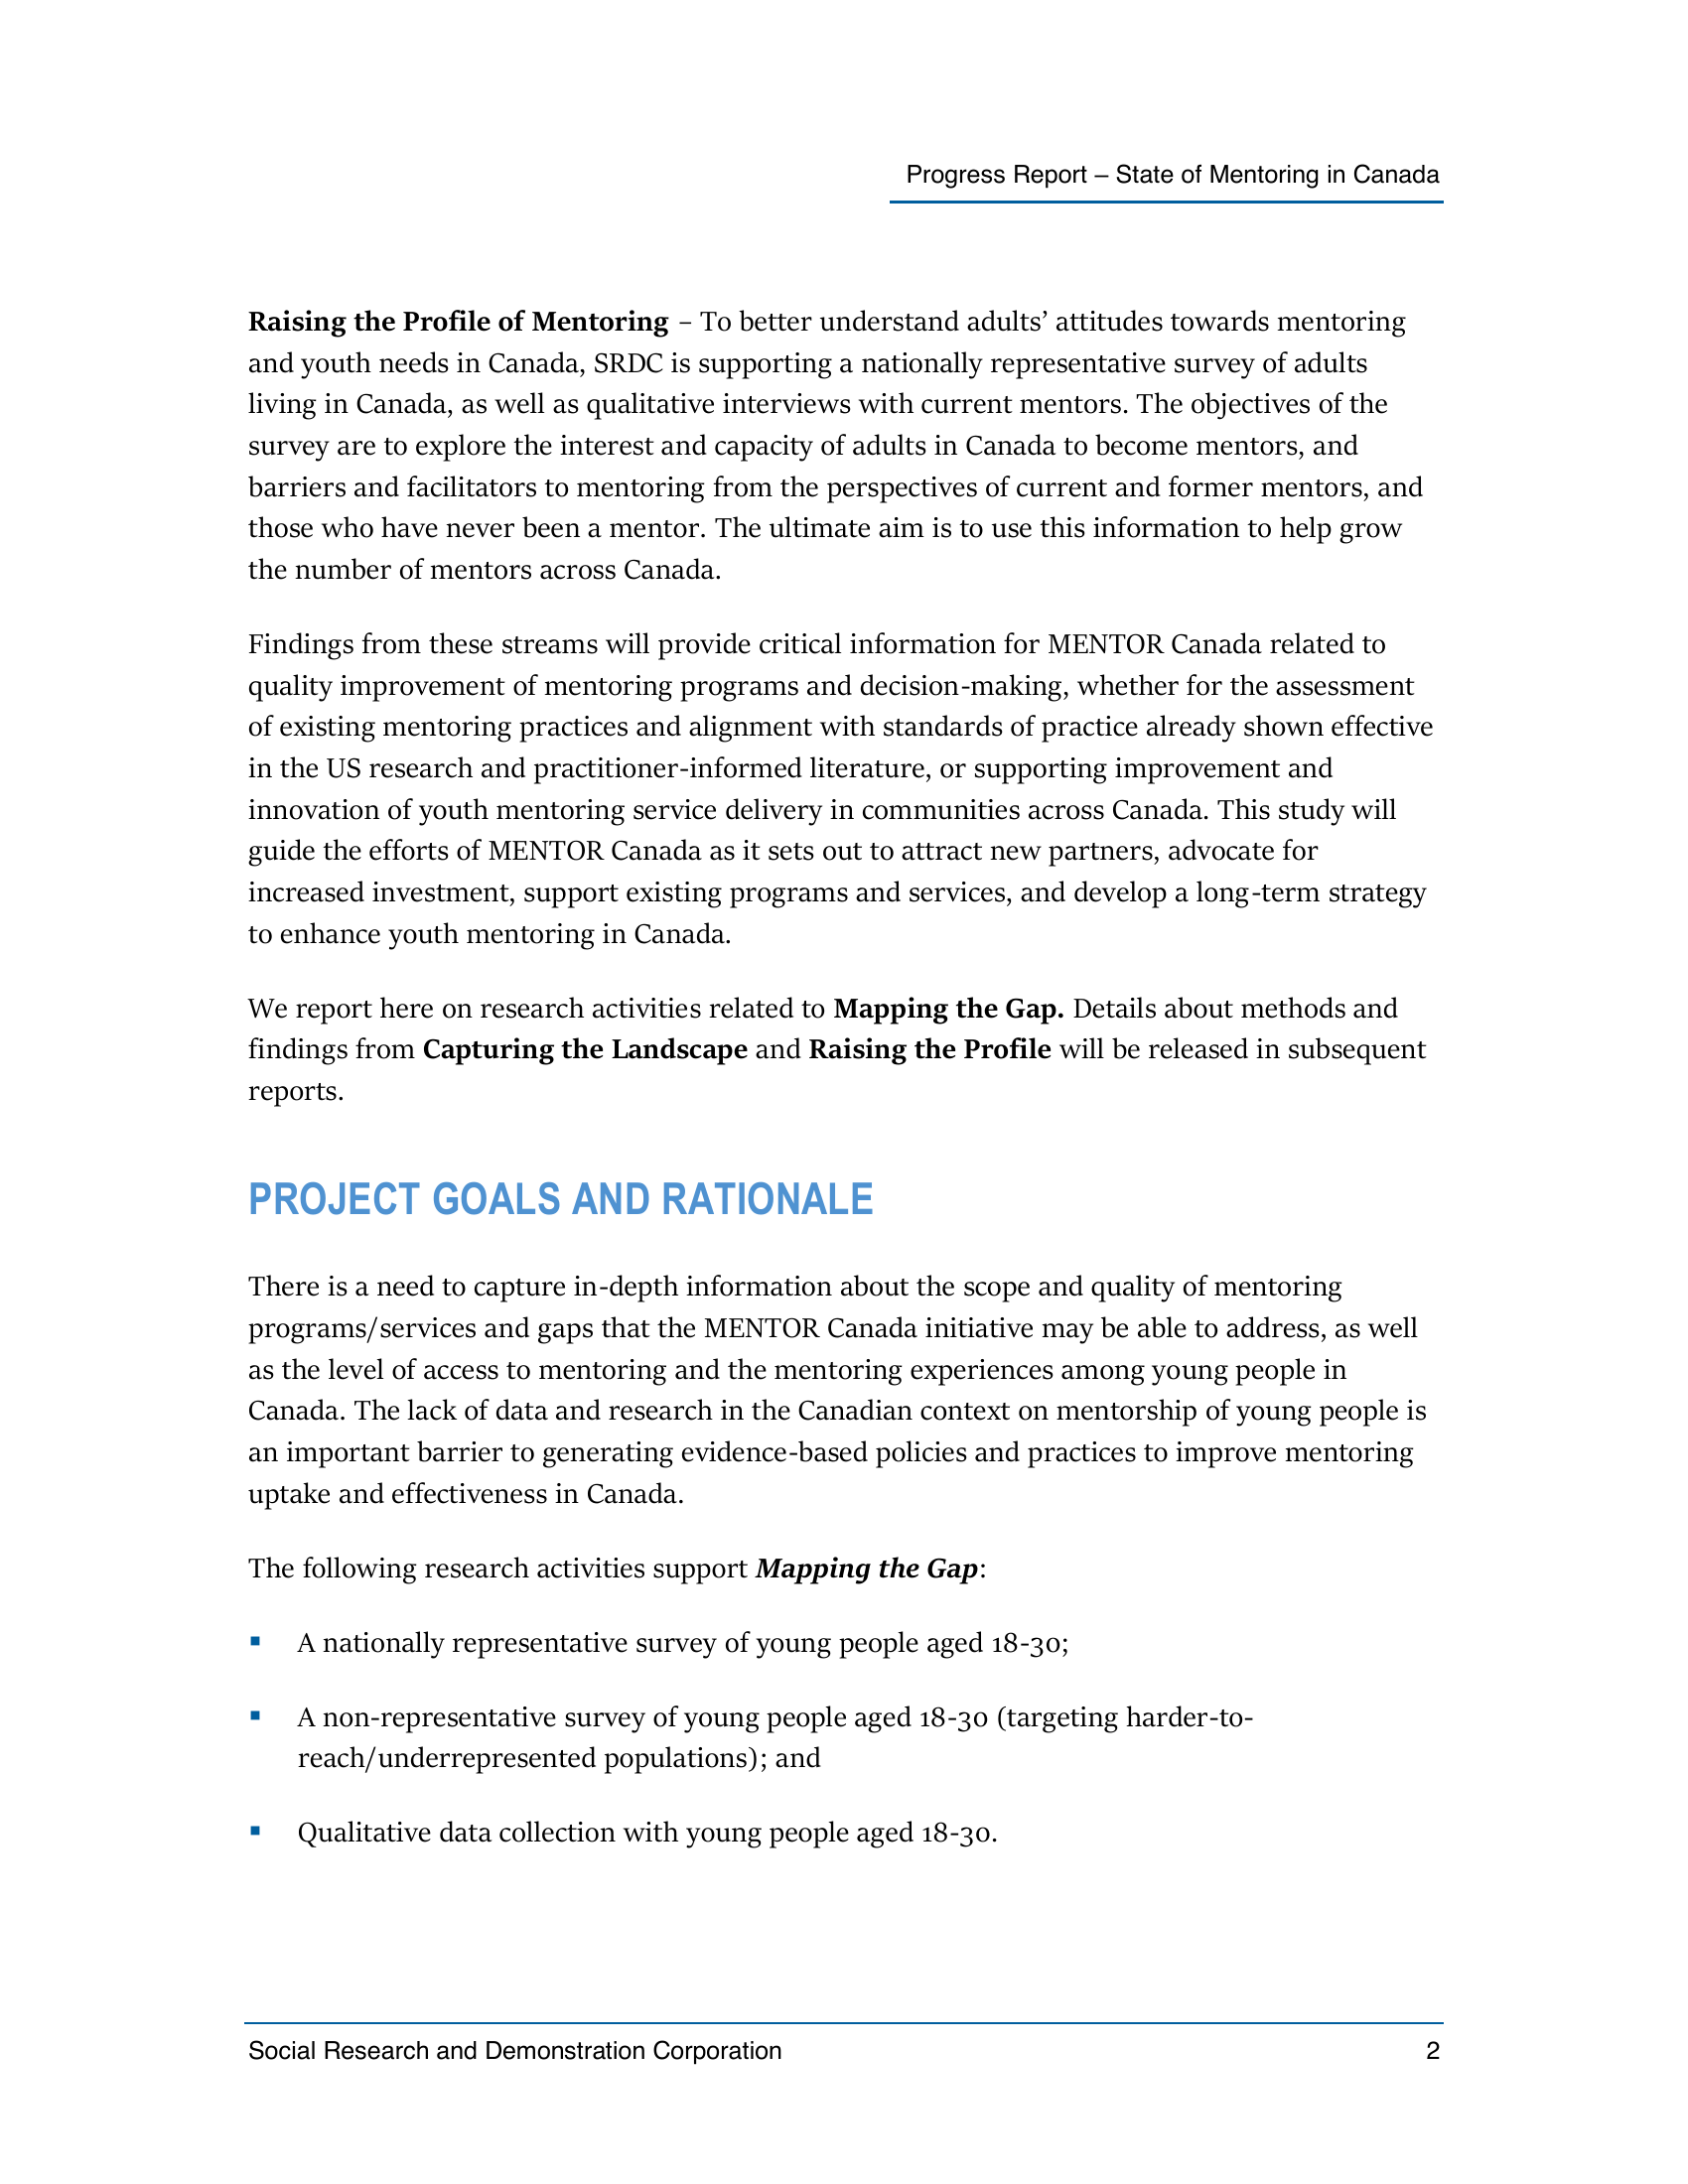 Progress Report – State of Mentoring in Canada
Raising the Profile of Mentoring – To better understand adults’ attitudes towards mentoring
and youth needs in Canada, SRDC is supporting a nationally representative survey of adults
living in Canada, as well as qualitative interviews with current mentors. The objectives of the
survey are to explore the interest and capacity of adults in Canada to become mentors, and
barriers and facilitators to mentoring from the perspectives of current and former mentors, and
those who have never been a mentor. The ultimate aim is to use this information to help grow
the number of mentors across Canada.
Findings from these streams will provide critical information for MENTOR Canada related to
quality improvement of mentoring programs and decision-making, whether for the assessment
of existing mentoring practices and alignment with standards of practice already shown effective
in the US research and practitioner-informed literature, or supporting improvement and
innovation of youth mentoring service delivery in communities across Canada. This study will
guide the efforts of MENTOR Canada as it sets out to attract new partners, advocate for
increased investment, support existing programs and services, and develop a long-term strategy
to enhance youth mentoring in Canada.
We report here on research activities related to Mapping the Gap. Details about methods and
findings from Capturing the Landscape and Raising the Profile will be released in subsequent
reports.
PROJECT GOALS AND RATIONALE
There is a need to capture in-depth information about the scope and quality of mentoring
programs/services and gaps that the MENTOR Canada initiative may be able to address, as well
as the level of access to mentoring and the mentoring experiences among young people in
Canada. The lack of data and research in the Canadian context on mentorship of young people is
an important barrier to generating evidence-based policies and practices to improve mentoring
uptake and effectiveness in Canada.
The following research activities support Mapping the Gap:
▪ A nationally representative survey of young people aged 18-30;
▪ A non-representative survey of young people aged 18-30 (targeting harder-to-
reach/underrepresented populations); and
▪ Qualitative data collection with young people aged 18-30.
Social Research and Demonstration Corporation 2